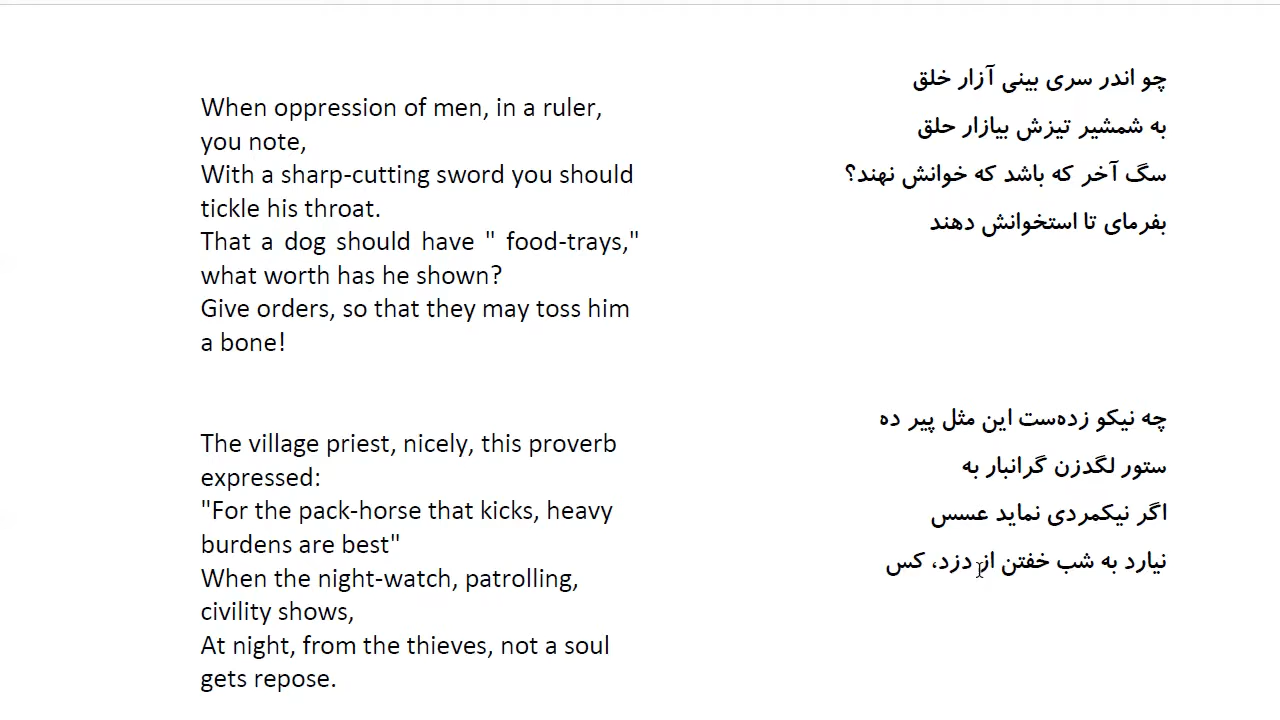 When oppression of men, in a ruler,
you note,
With a sharp-cutting sword you should
tickle his throat.
That a dog should have " food-trays,"
what worth has he shown?
Give orders, so that they may toss him
a bone!
چو اندر سری بینی آزار خلق
به شمشیر تیزش بیازار حلق
سگ آخر که باشد که خوانش نهند؟
بفرمای تا استخوانش دهند
The village priest, nicely, this proverb
expressed:
"For the pack-horse that kicks, heavy
burdens are best"
When the night-watch, patrolling,
civility shows,
At night, from the thieves, not a soul
gets repose.
چه نیکو زده‌ست این مثل پیر ده
ستور لگدزن گرانبار به
اگر نیکمردی نماید عسس
نیارد به شب خفتن از دزد، کس